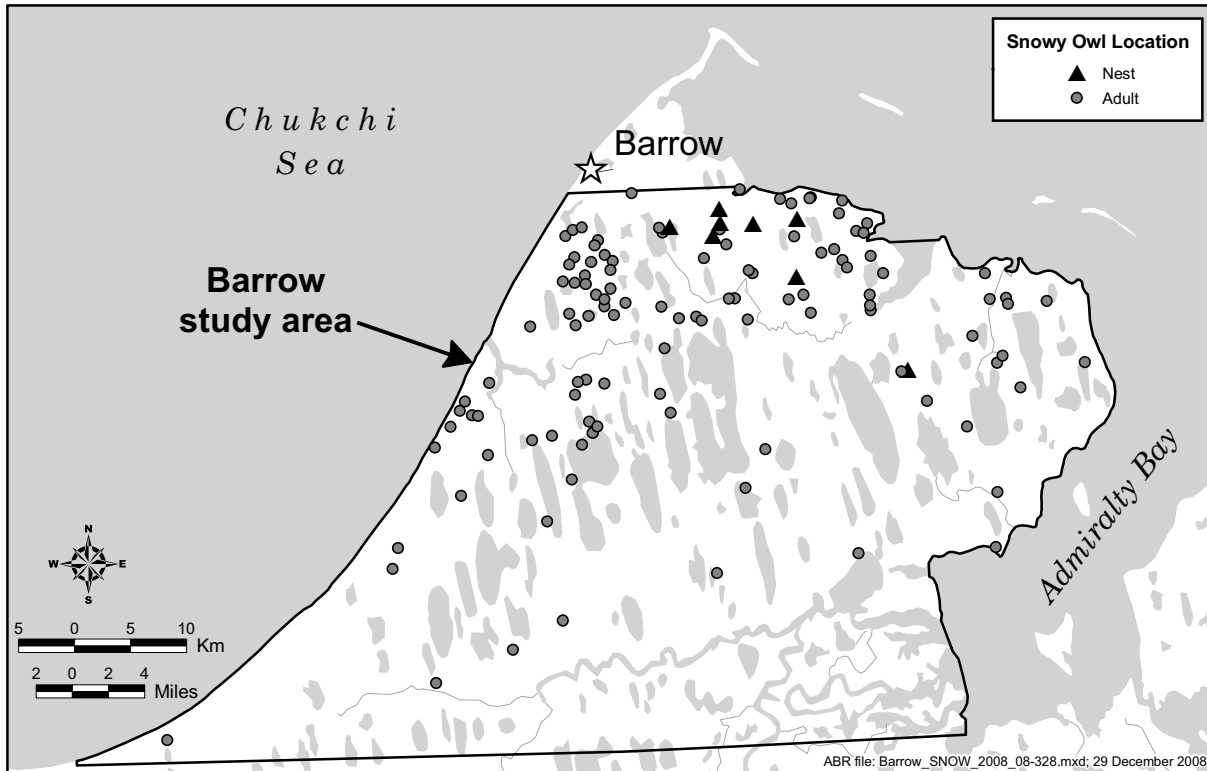 Snowy Owl Location
Nest
Adult
Chukchi
Sea
Barrow
Barrow
study area
Admiralty Bay
N
W E
S
5 0 5 10
Km
2 0 2 4
Miles
ABR file: Barrow_SNOW_2008_08-328.mxd; 29 December 2008